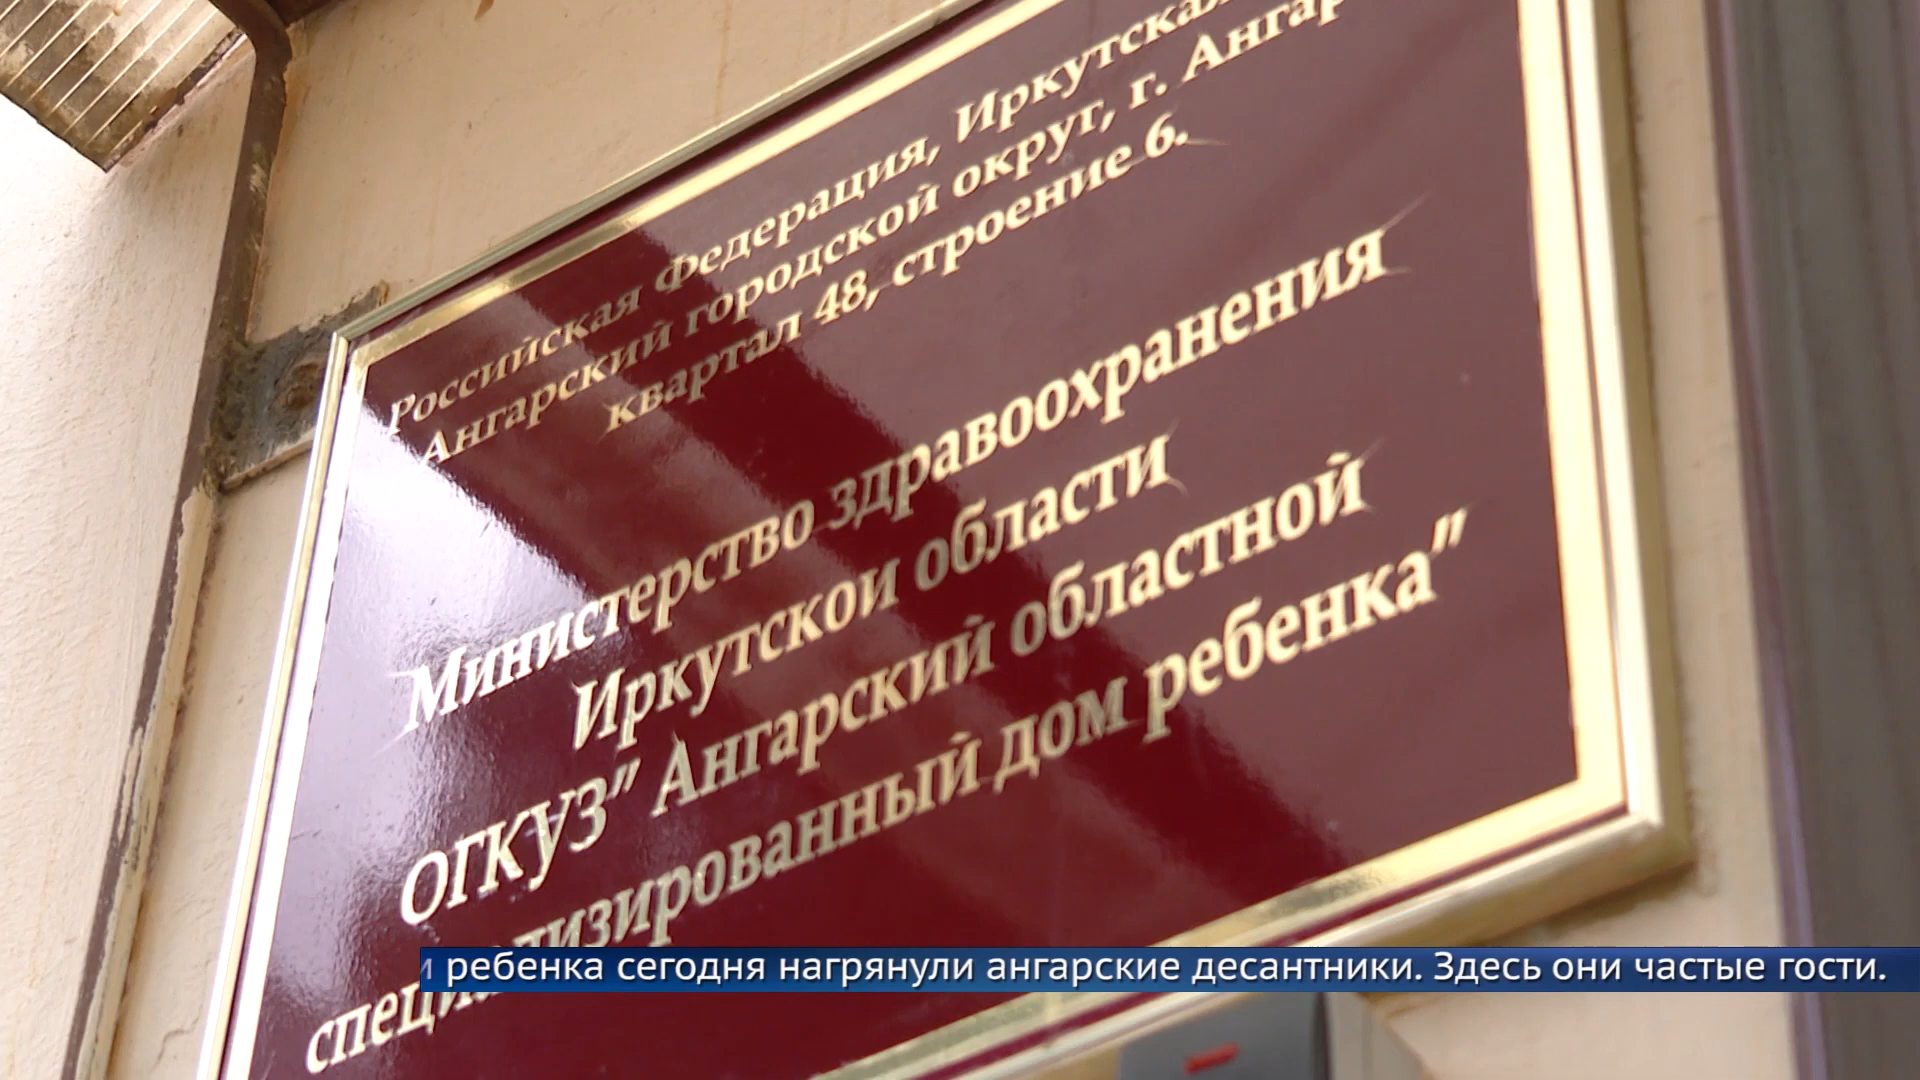 Российская Федерация, Иркутская
Ангарский городской округ, г. Ангар
квартал 48, строение 6.
Министерство здравоохранения
Иркутской области
ОГКУЗ" Ангарский областной
специализированный дом ребенка"
и ребенка сегодня нагрянули ангарские десантники. Здесь они частые гости.